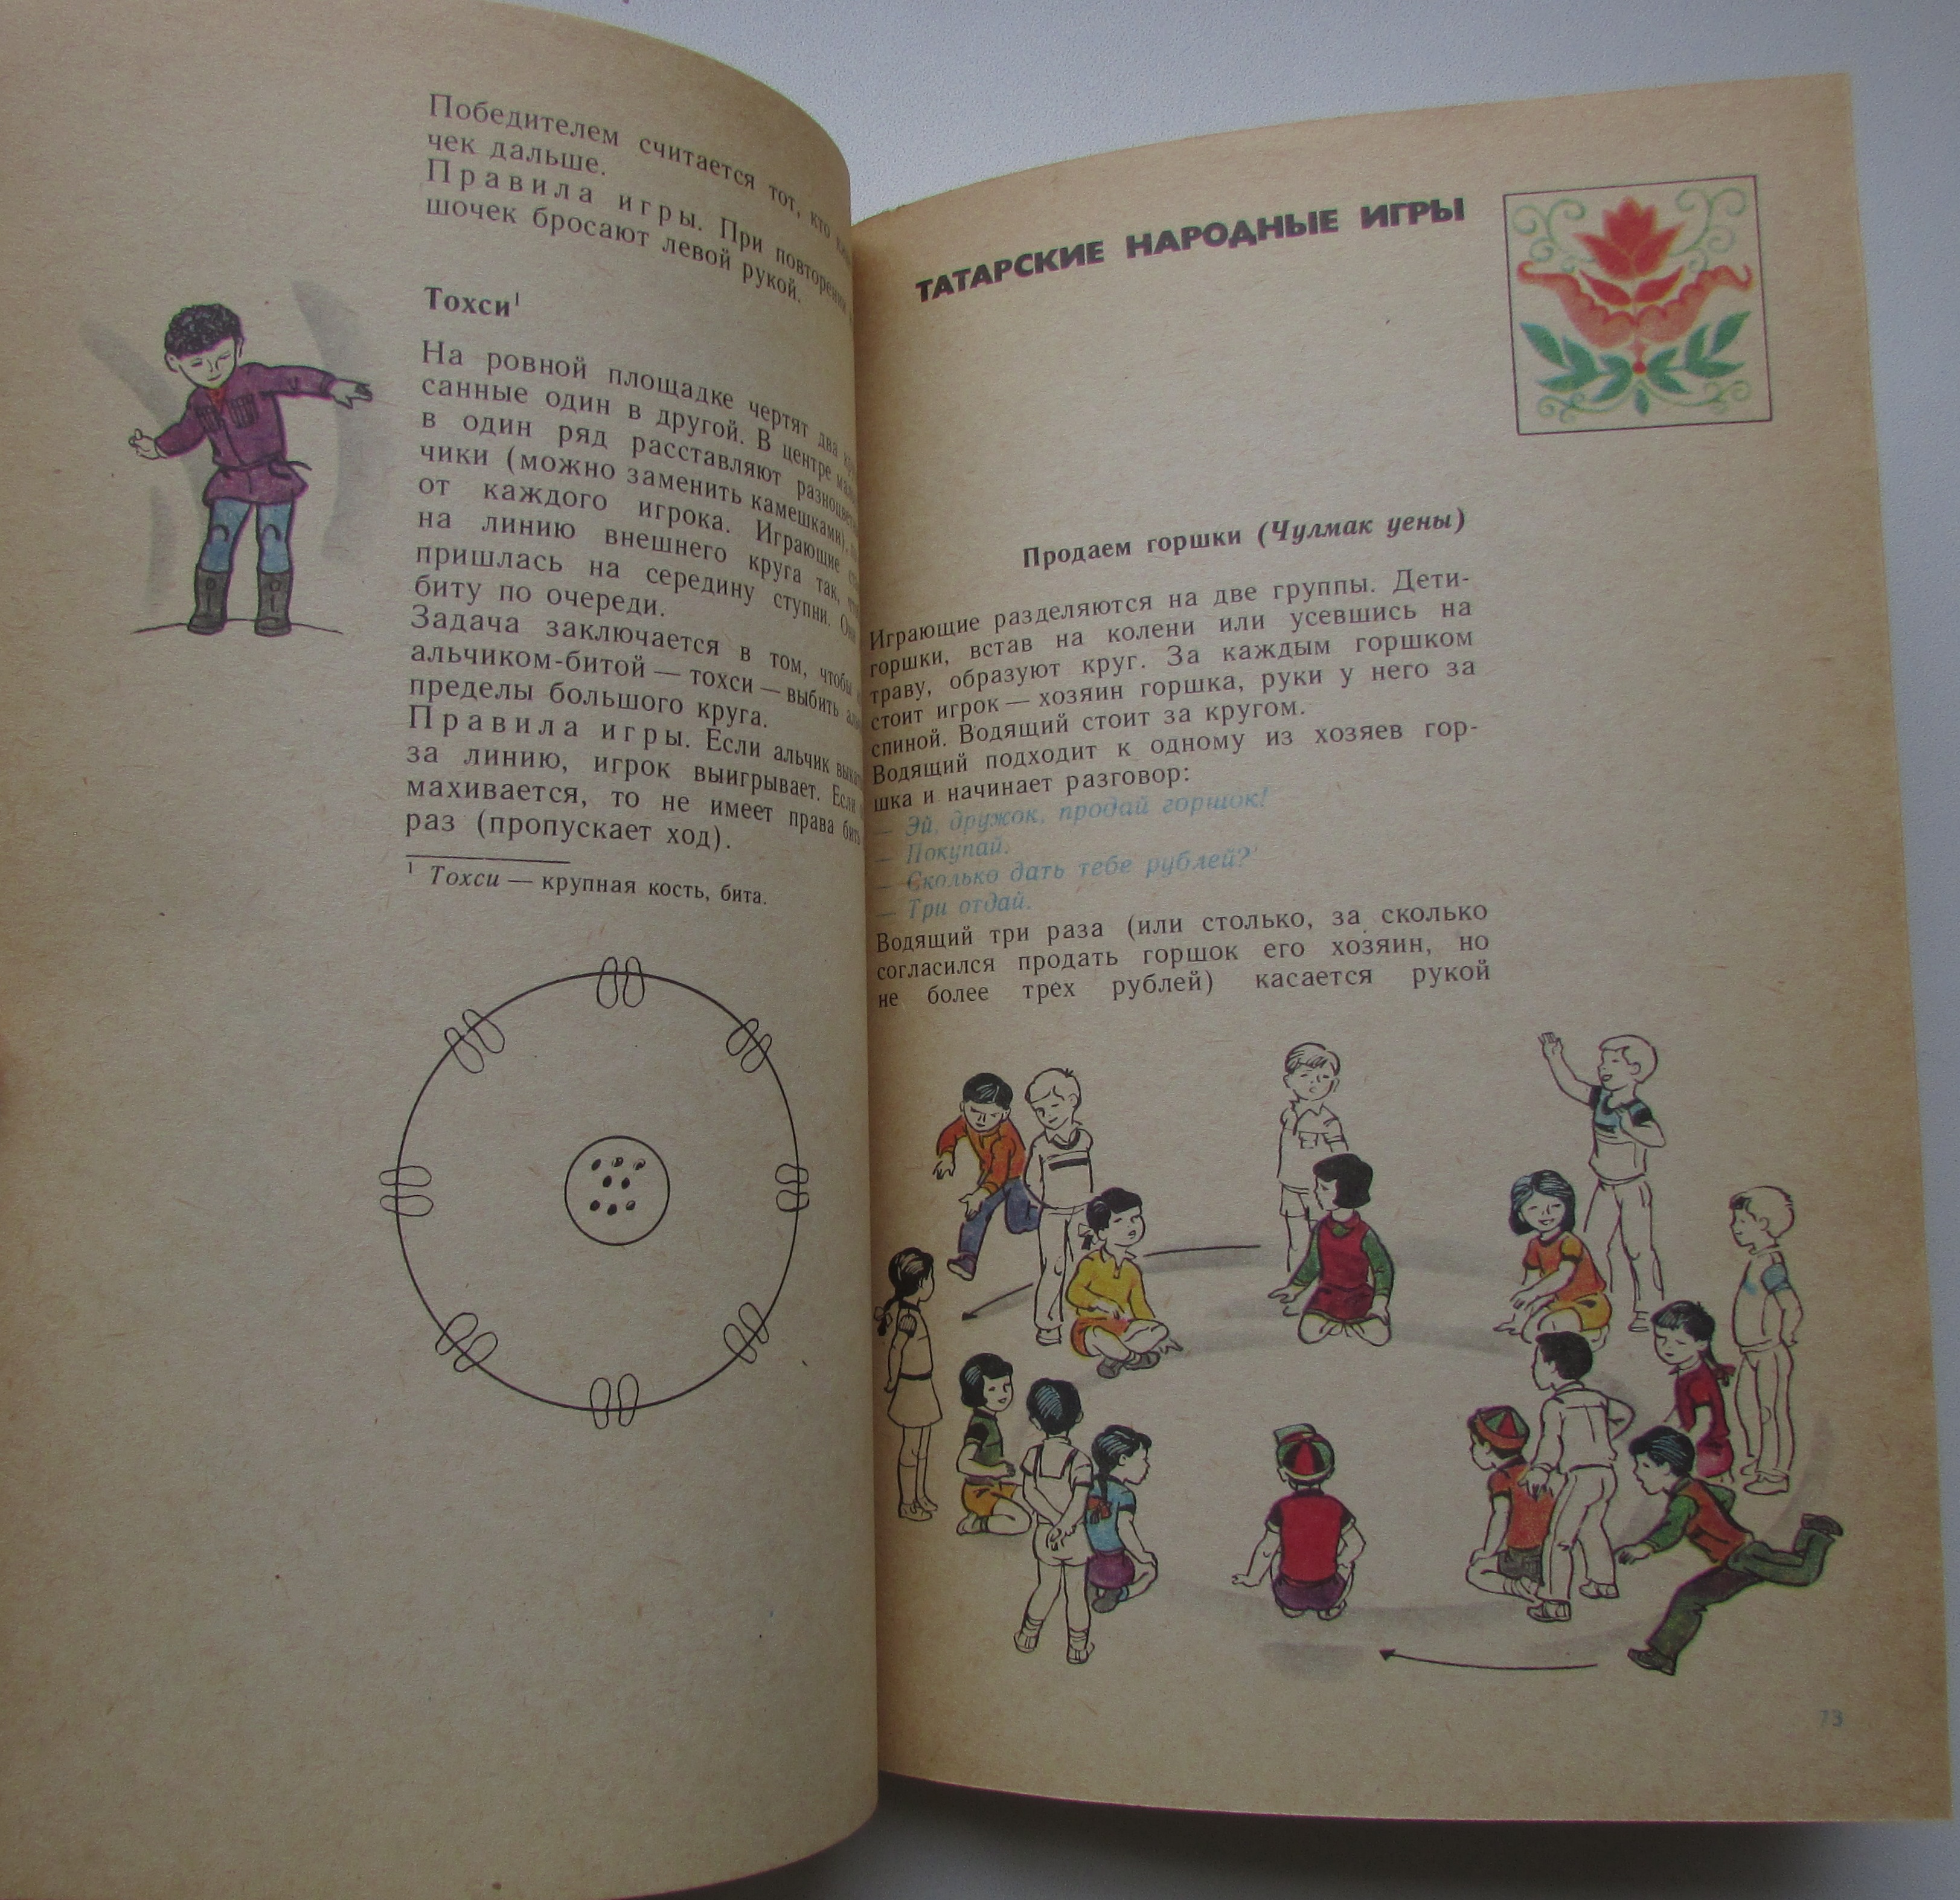 Победителем считается тот, кто
чек дальше.
Правила игры. При повторении
шочек бросают левой рукой.
Тохси¹
На ровной площадке чертят два
санные один в другой. В центре
в один ряд расставляют
чики (можно заменить камешками),
от каждого игрока. Играющие
на линию внешнего круга так,
пришлась на середину ступни. Они
биту по очереди.
Задача заключается в том, чтобы
альчиком-битой — тохси — выбить
пределы большого круга.
Правила игры. Если альчик
за линию, игрок выигрывает. Если
махивается, то не имеет права бить
раз (пропускает ход).
¹ Тохси — крупная кость, бита.
ТАТАРСКИЕ НАРОДНЫЕ ИГРЫ
Продаем горшки (Чулмак уены)
Играющие разделяются на две группы. Дети-
горшки, встав на колени или усевшись на
траву, образуют круг. За каждым горшком
стоит игрок — хозяин горшка, руки у него за
спиной. Водящий стоит за кругом.
Водящий подходит к одному из хозяев гор-
шка и начинает разговор:
— Эй, дружок, продай горшок!
— Покупай.
— Сколько дать тебе рублей?
— Три отдай.
Водящий три раза (или столько, за сколько
согласился продать горшок его хозяин, но
не более трех рублей) касается рукой
73